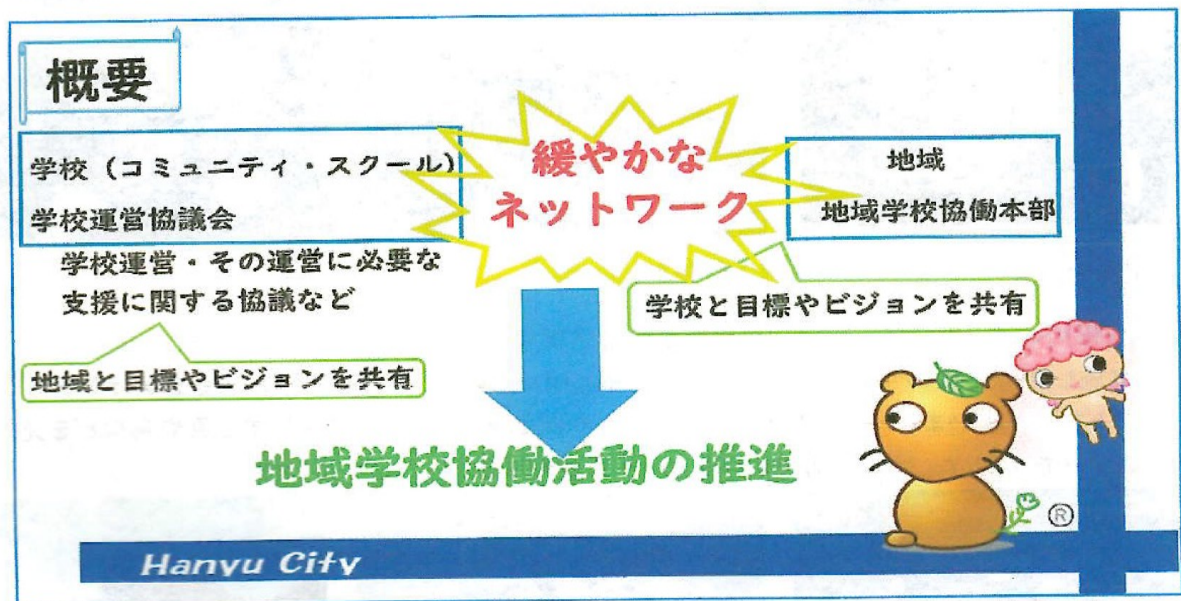 概要
学校（コミュニティ・スクール）
学校運営協議会
学校運営・その運営に必要な
支援に関する協議など
地域と目標やビジョンを共有
緩やかな
ネットワーク
地域
地域学校協働本部
学校と目標やビジョンを共有
地域学校協働活動の推進
®
Hanyu City